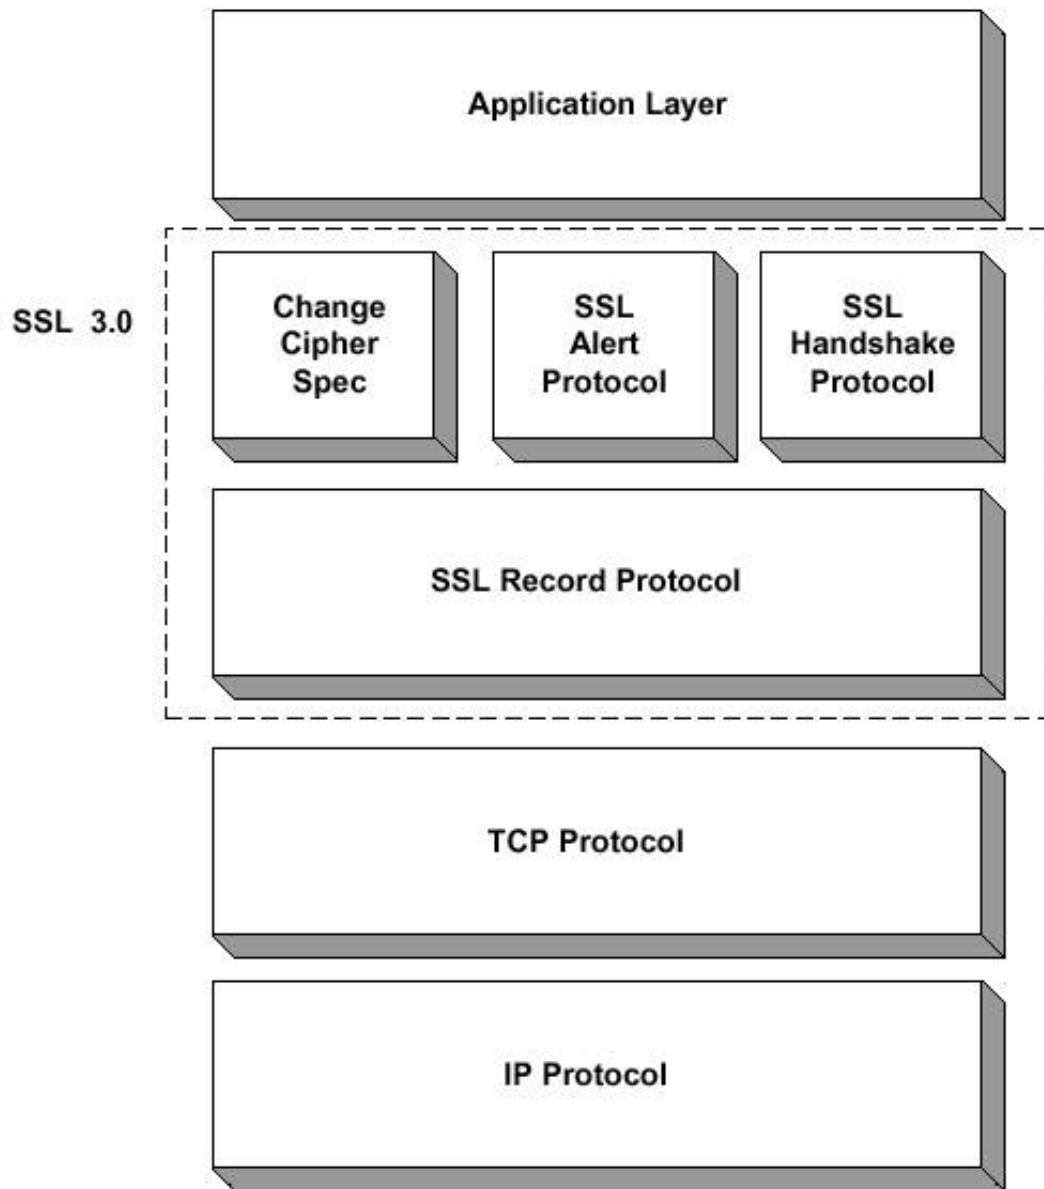 Application Layer
SSL 3.0
Change
Cipher
Spec
SSL
Alert
Protocol
SSL
Handshake
Protocol
SSL Record Protocol
TCP Protocol
IP Protocol